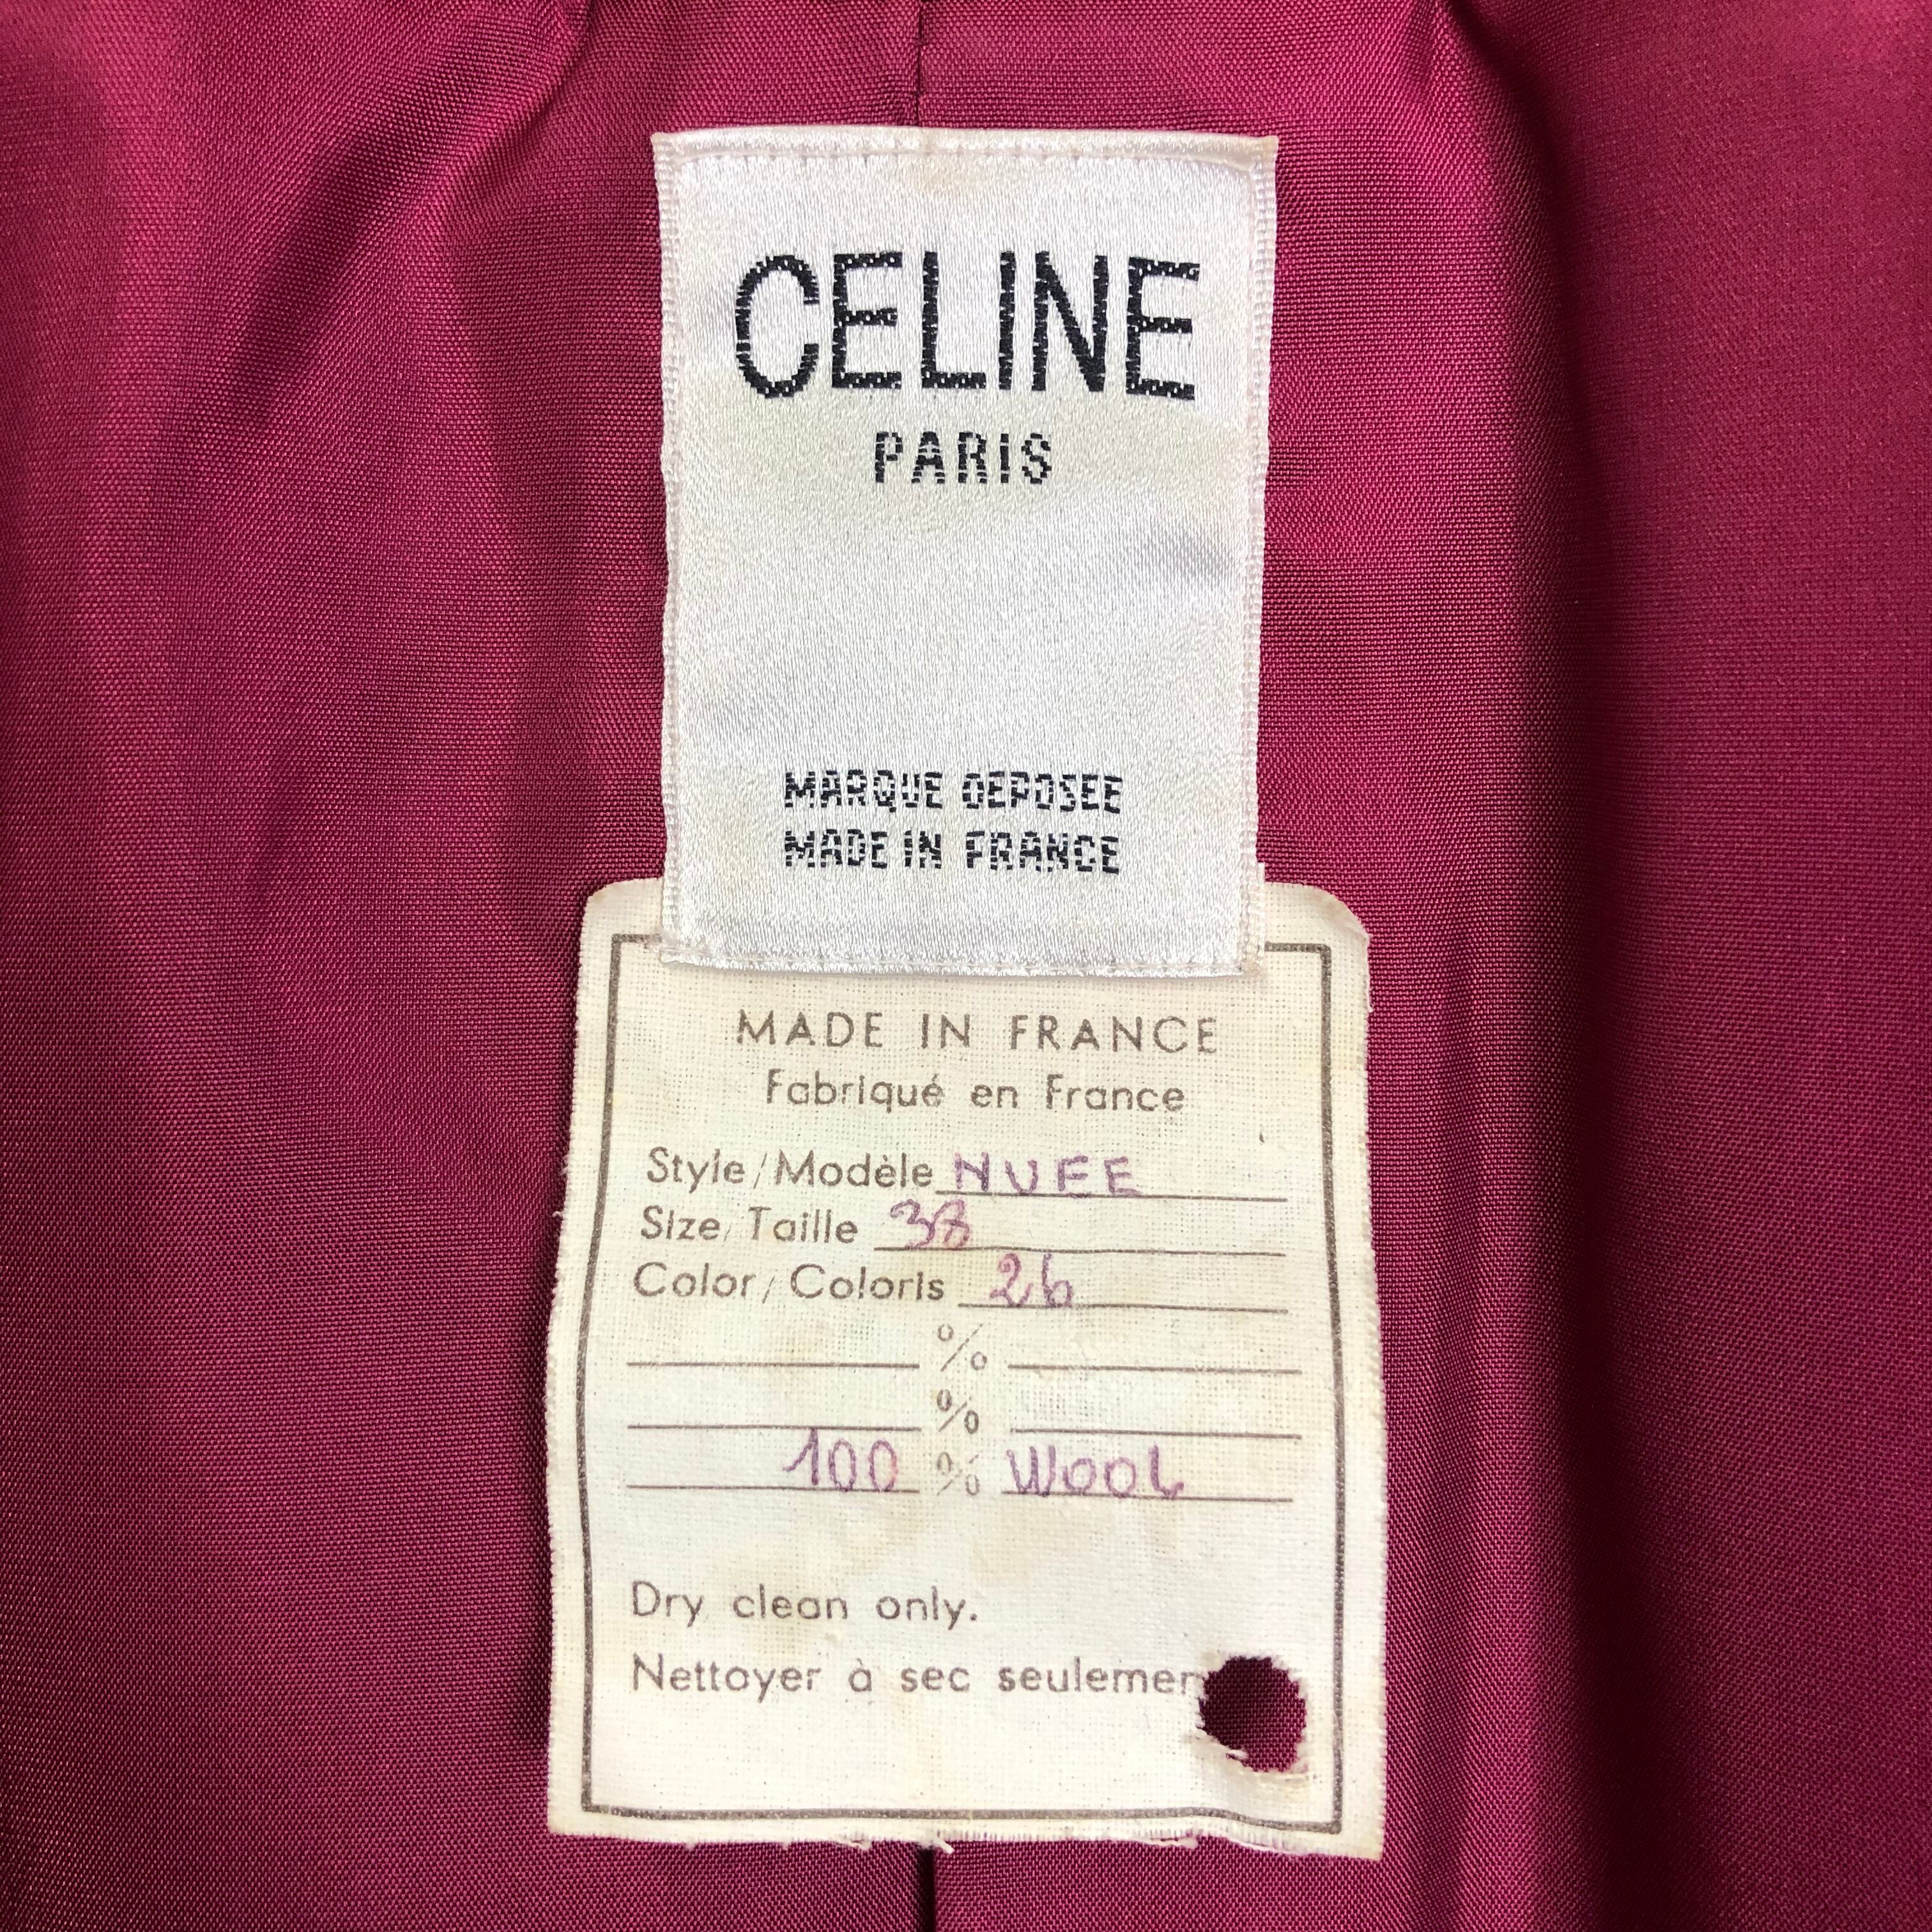 CELINE
PARIS
MARQUE DEPOSEE
MADE IN FRANCE
MADE IN FRANCE
Fabriqué en France
Style/Modèle NUEE
Size/Taille 38
Color/Coloris 26
%
%
100 % WOOL
Dry clean only.
Nettoyer à sec seulemen